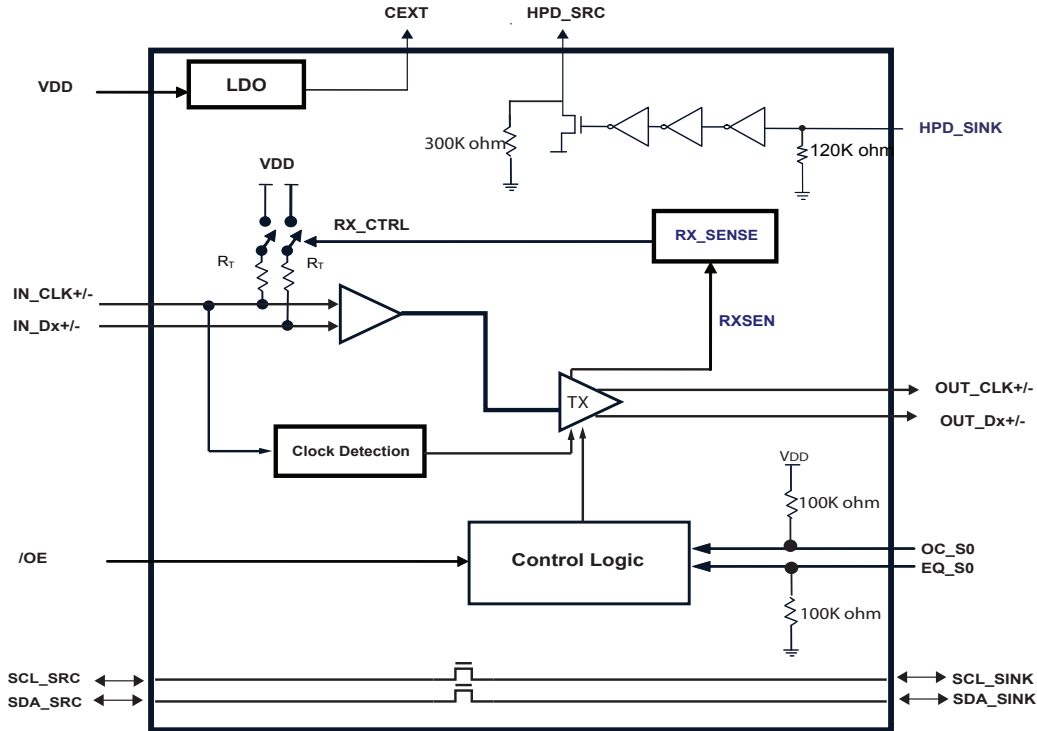 CEXT
HPD_SRC
VDD
LDO
300K ohm
HPD_SINK
120K ohm
VDD
RX_CTRL
RX_SENSE
RT
RT
IN_CLK+/-
IN_Dx+/-
RXSEN
TX
OUT_CLK+/-
OUT_Dx+/-
Clock Detection
VDD
100K ohm
/OE
Control Logic
OC_S0
EQ_S0
100K ohm
SCL_SRC
SCL_SINK
SDA_SRC
SDA_SINK